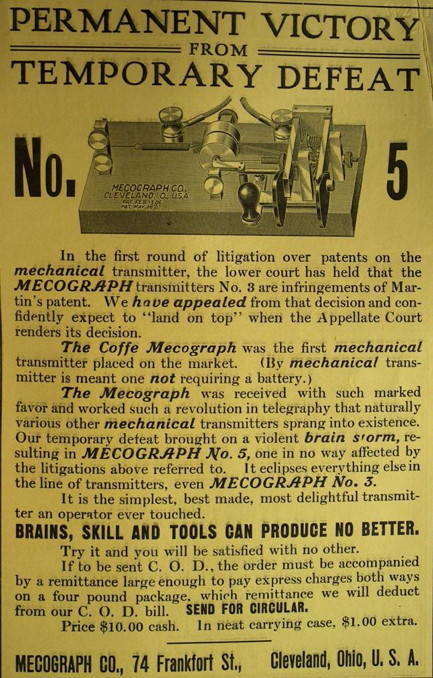 PERMANENT VICTORY
FROM
TEMPORARY DEFEAT
No. 5
MECOGRAPH CO.,
CLEVELAND, O., U.S.A.
In the first round of litigation over patents on the
mechanical transmitter, the lower court has held that the
MECOGRAPH transmitters No. 3 are infringements of Mar-
tin's patent. We have appealed from that decision and con-
fidently expect to "land on top" when the Appellate Court
renders its decision.
The Coffe Mecograph was the first mechanical
transmitter placed on the market. (By mechanical trans-
mitter is meant one not requiring a battery.)
The Mecograph was received with such marked
favor and worked such a revolution in telegraphy that naturally
various other mechanical transmitters sprang into existence.
Our temporary defeat brought on a violent brain storm, re-
sulting in MECOGRAPH No. 5, one in no way affected by
the litigations above referred to. It eclipses everything else in
the line of transmitters, even MECOGRAPH No. 3.
It is the simplest, best made, most delightful transmit-
ter an operator ever touched.
BRAINS, SKILL AND TOOLS CAN PRODUCE NO BETTER.
Try it and you will be satisfied with no other.
If to be sent C. O. D., the order must be accompanied
by a remittance large enough to pay express charges both ways
on a four pound package, which remittance we will deduct
from our C. O. D. bill. SEND FOR CIRCULAR.
Price $10.00 cash. In neat carrying case, $1.00 extra.
MECOGRAPH CO., 74 Frankfort St., Cleveland, Ohio, U. S. A.